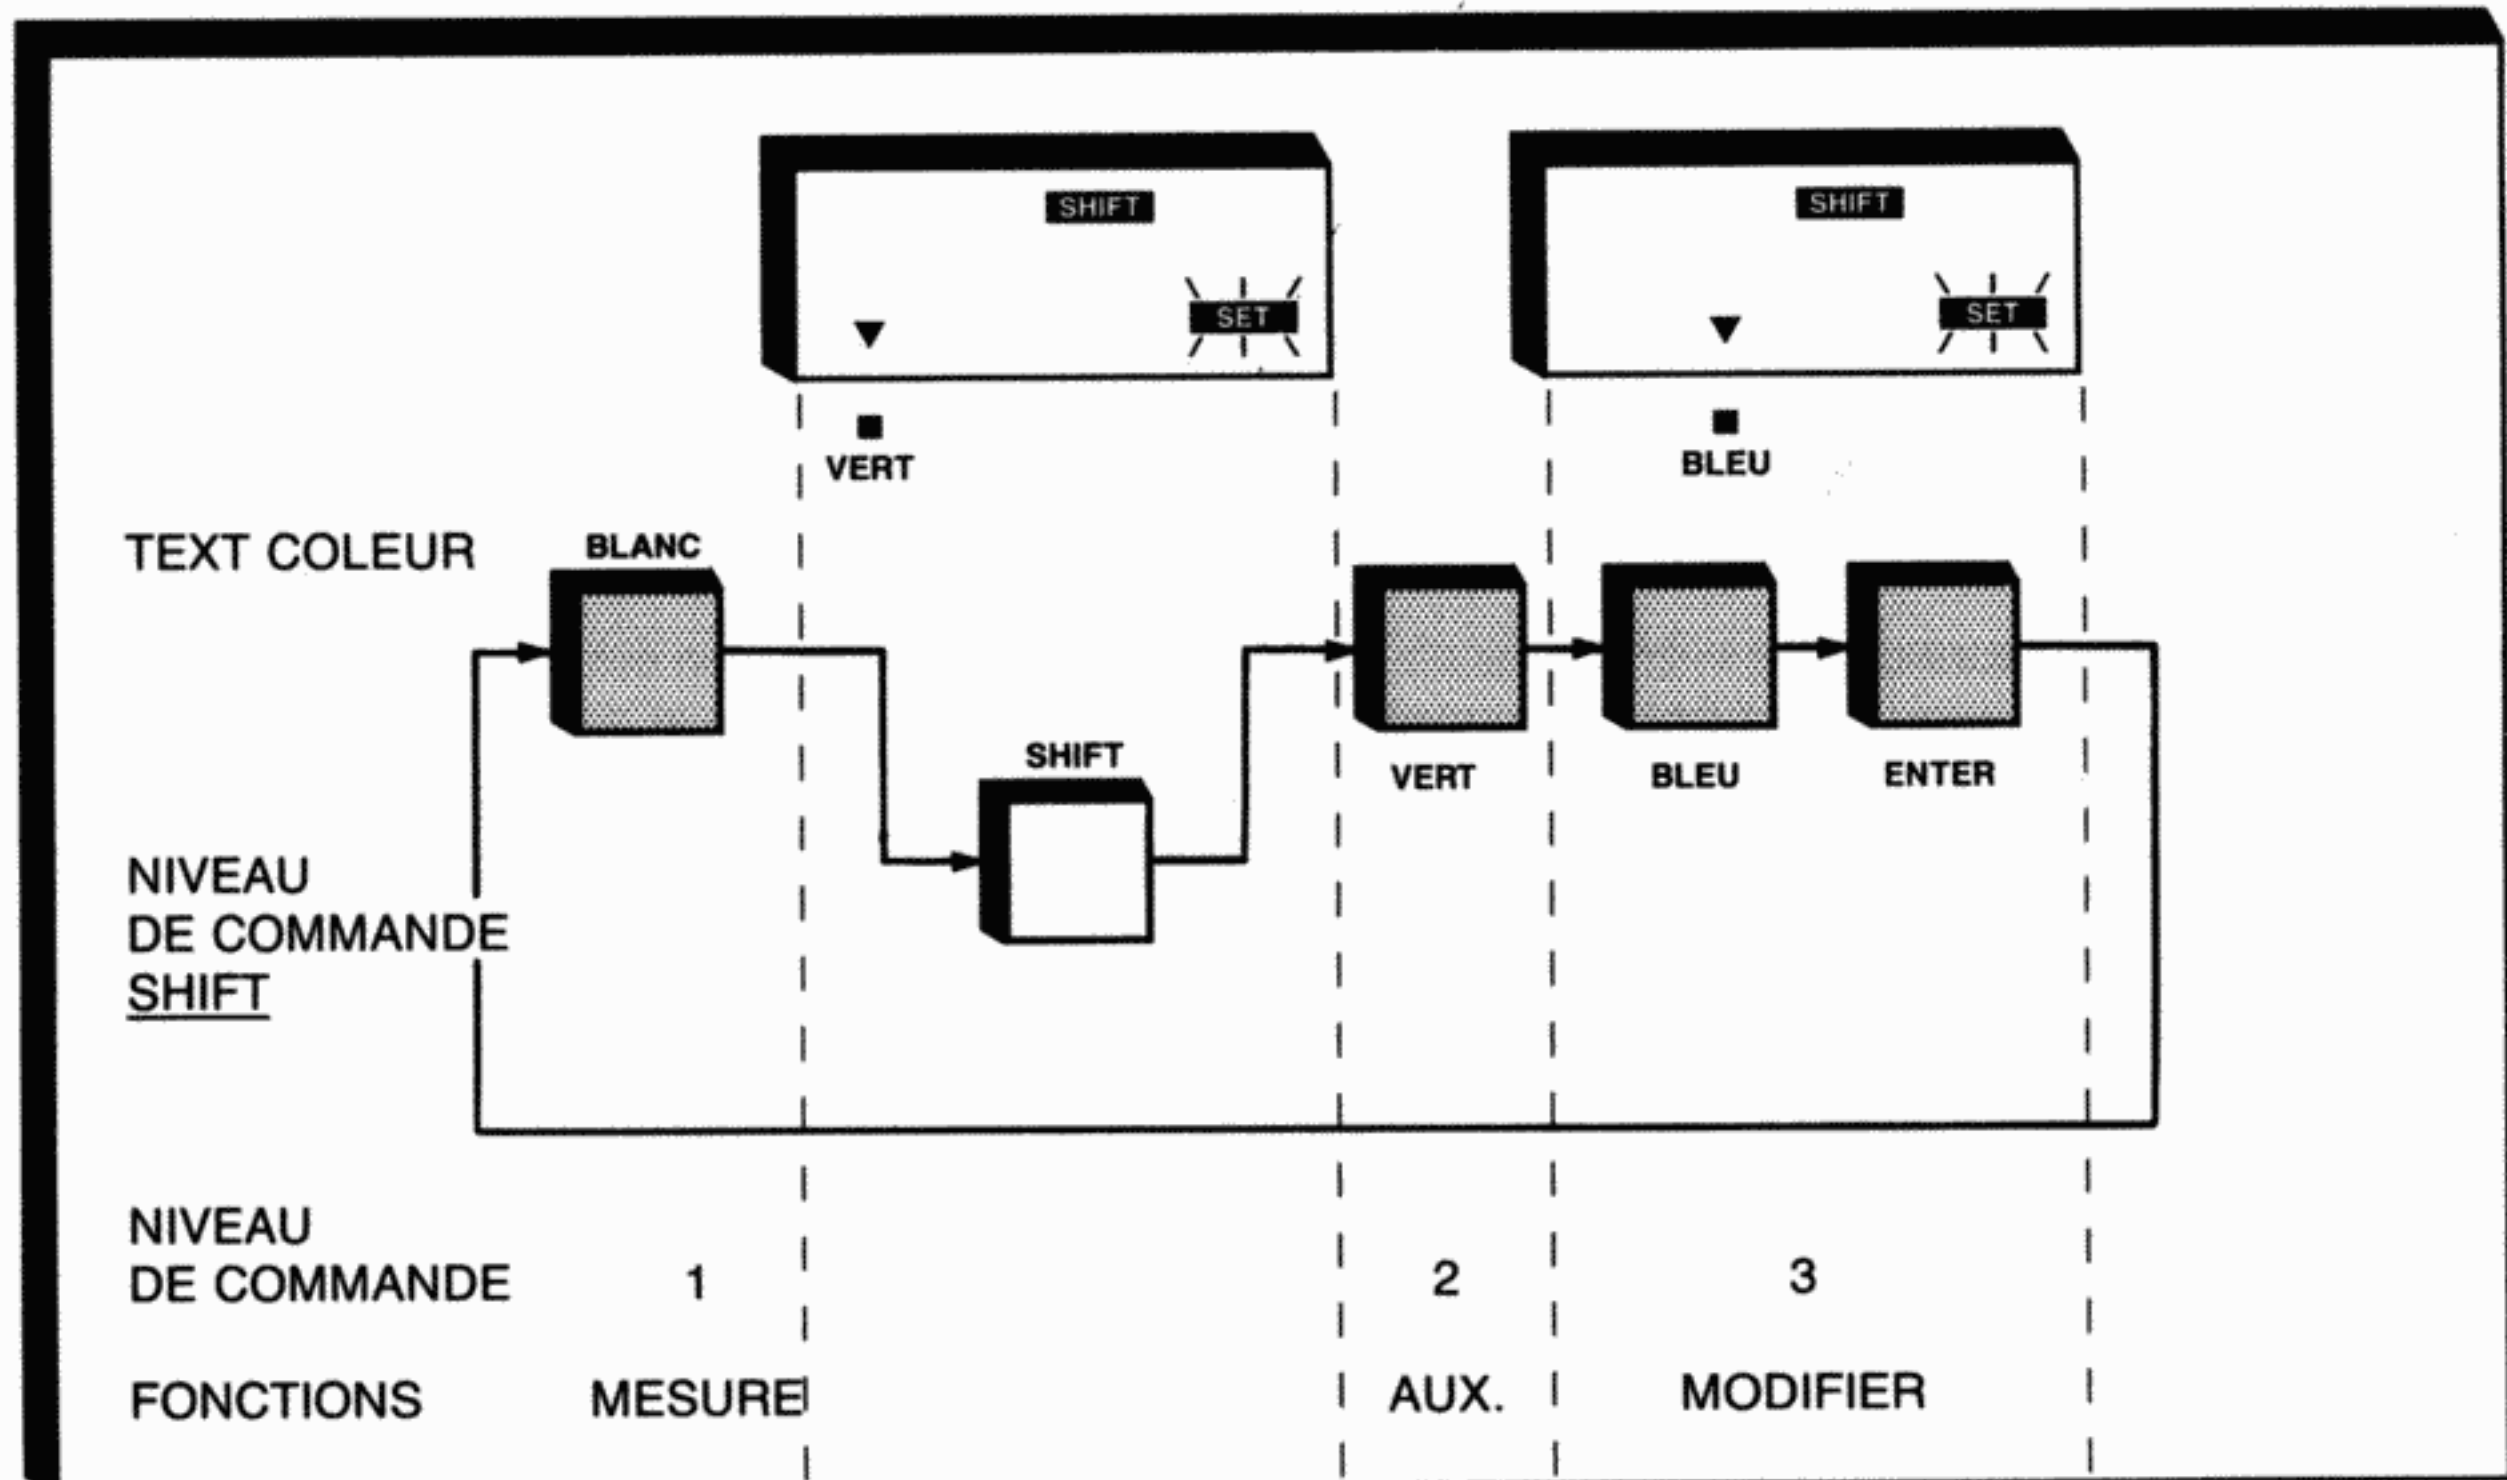 SHIFT
SET
SHIFT
SET
VERT
BLEU
TEXT COLEUR
BLANC
SHIFT
VERT
BLEU
ENTER
NIVEAU
DE COMMANDE
SHIFT
NIVEAU
DE COMMANDE 1 2 3
FONCTIONS MESURE AUX. MODIFIER